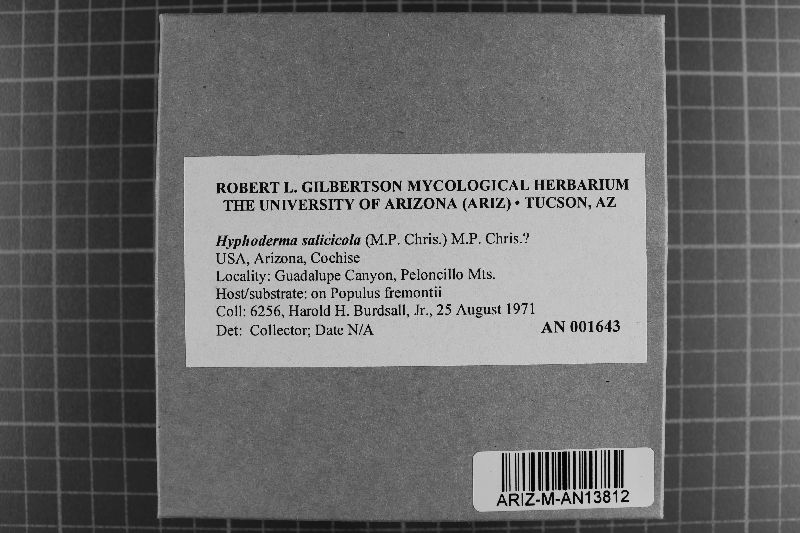 ROBERT L. GILBERTSON MYCOLOGICAL HERBARIUM
THE UNIVERSITY OF ARIZONA (ARIZ) • TUCSON, AZ
Hyphoderma salicicola (M.P. Chris.) M.P. Chris.?
USA, Arizona, Cochise
Locality: Guadalupe Canyon, Peloncillo Mts.
Host/substrate: on Populus fremontii
Coll: 6256, Harold H. Burdsall, Jr., 25 August 1971
Det: Collector; Date N/A AN 001643
ARIZ-M-AN13812